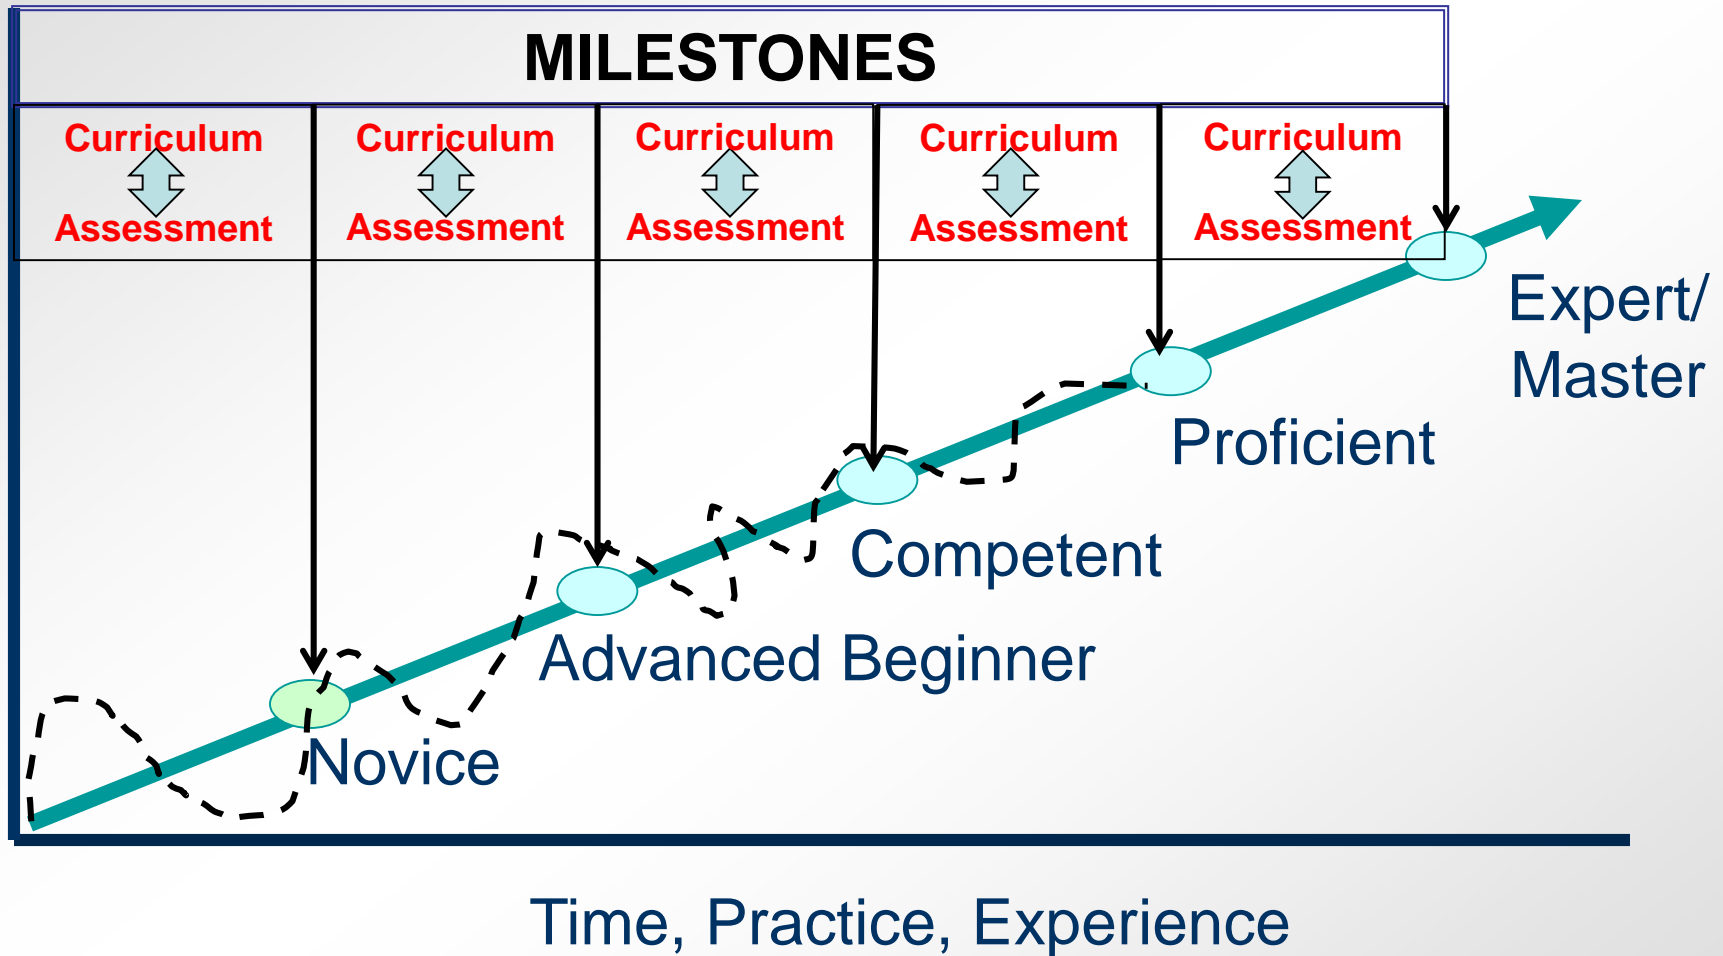 MILESTONES
Curriculum Curriculum Curriculum Curriculum Curriculum
Assessment Assessment Assessment Assessment Assessment
Expert/
Master
Proficient
Competent
Advanced Beginner
Novice
Time, Practice, Experience